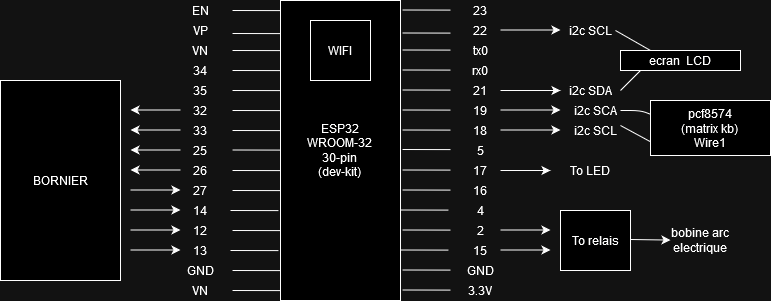 EN
23
VP
22
i2c SCL
VN
WIFI
tx0
ecran LCD
34
rx0
35
21
i2c SDA
32
19
i2c SCA
pcf8574
(matrix kb)
Wire1
33
ESP32
WROOM-32
30-pin
(dev-kit)
18
i2c SCL
25
5
BORNIER
26
17
To LED
27
16
14
4
12
2
To relais
bobine arc
electrique
13
15
GND
GND
VN
3.3V